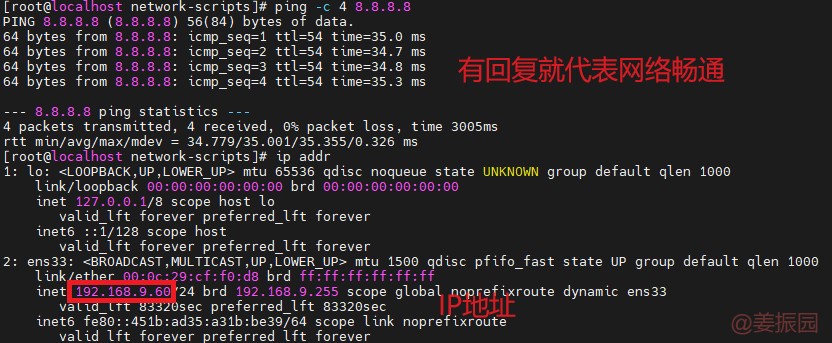 [root@localhost network-scripts]# ping -c 4 8.8.8.8
PING 8.8.8.8 (8.8.8.8) 56(84) bytes of data.
64 bytes from 8.8.8.8: icmp_seq=1 ttl=54 time=35.0 ms
64 bytes from 8.8.8.8: icmp_seq=2 ttl=54 time=34.7 ms
64 bytes from 8.8.8.8: icmp_seq=3 ttl=54 time=34.8 ms
64 bytes from 8.8.8.8: icmp_seq=4 ttl=54 time=35.3 ms
有回复就代表网络畅通
--- 8.8.8.8 ping statistics ---
4 packets transmitted, 4 received, 0% packet loss, time 3005ms
rtt min/avg/max/mdev = 34.779/35.001/35.355/0.326 ms
[root@localhost network-scripts]# ip addr
1: lo: <LOOPBACK,UP,LOWER_UP> mtu 65536 qdisc noqueue state UNKNOWN group default qlen 1000
link/loopback 00:00:00:00:00:00 brd 00:00:00:00:00:00
inet 127.0.0.1/8 scope host lo
valid_lft forever preferred_lft forever
inet6 ::1/128 scope host
valid_lft forever preferred_lft forever
2: ens33: <BROADCAST,MULTICAST,UP,LOWER_UP> mtu 1500 qdisc pfifo_fast state UP group default qlen 1000
link/ether 00:0c:29:cf:f0:d8 brd ff:ff:ff:ff:ff:ff
inet 192.168.9.60/24 brd 192.168.9.255 scope global noprefixroute dynamic ens33
valid_lft 83320sec preferred_lft 83320sec
IP地址
inet6 fe80::451b:ad35:a31b:be39/64 scope link noprefixroute
valid_lft forever preferred_lft forever
@姜振园